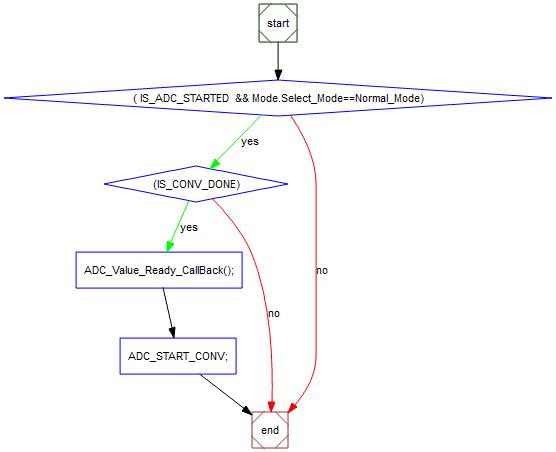 start
( IS_ADC_STARTED && Mode.Select_Mode==Normal_Mode)
yes
(IS_CONV_DONE)
yes
ADC_Value_Ready_CallBack();
no
no
ADC_START_CONV;
end